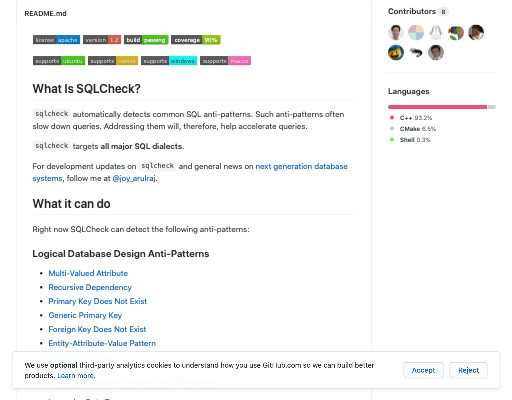 README.md
Contributors 8
license apache version 1.2 build passing coverage 90%
supports ubuntu supports centos supports windows supports macos
What Is SQLCheck?
sqlcheck automatically detects common SQL anti-patterns. Such anti-patterns often
slow down queries. Addressing them will, therefore, help accelerate queries.
sqlcheck targets all major SQL dialects.
For development updates on sqlcheck and general news on next generation database
systems, follow me at @joy_arulraj.
What it can do
Right now SQLCheck can detect the following anti-patterns:
Logical Database Design Anti-Patterns
Multi-Valued Attribute
Recursive Dependency
Primary Key Does Not Exist
Generic Primary Key
Foreign Key Does Not Exist
Entity-Attribute-Value Pattern
Languages
C++ 93.2%
CMake 6.5%
Shell 0.3%
We use optional third-party analytics cookies to understand how you use GitHub.com so we can build better
products. Learn more.
Accept
Reject